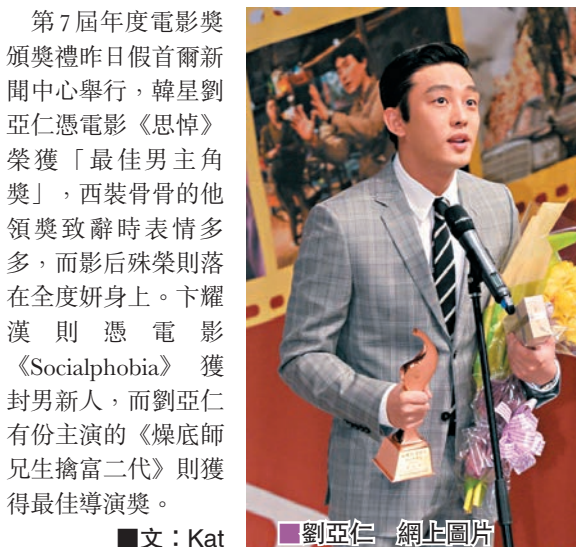 第7屆年度電影獎
頒獎禮昨日假首爾新
聞中心舉行，韓星劉
亞仁憑電影《思悼》
榮獲「最佳男主角
獎」，西裝骨骨的他
領獎致辭時表情多
多，而影后殊榮則落
在全度妍身上。卞耀
漢則憑電影
《Socialphobia》獲
封男新人，而劉亞仁
有份主演的《燥底師
兄生擒富二代》則獲
得最佳導演獎。
■文：Kat
■劉亞仁 網上圖片